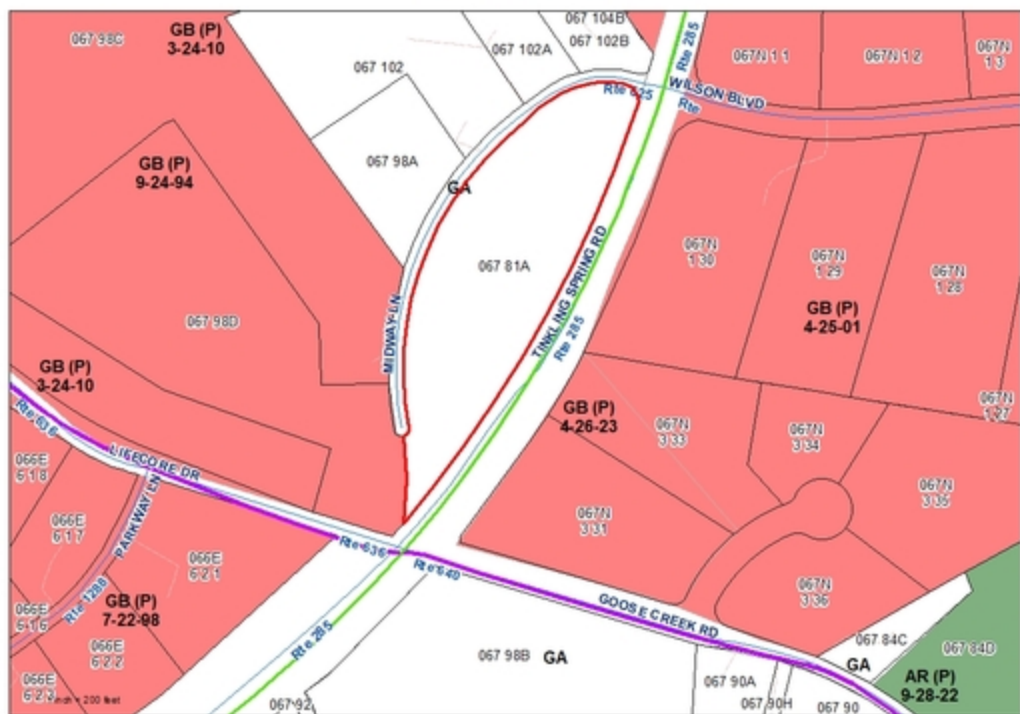 067 98C
GB (P)
3-24-10
067 104B
067 102B
067 102A
067 102
Rte 285
067N 1 1
067N 1 2
067N
1 3
WILSON BLVD
Rte 625
Rte
GB (P)
9-24-94
067 98A
GA
067 81A
067N
1 30
067N
1 29
067N
1 28
GB (P)
4-25-01
TINKLING SPRING RD
Rte 285
MIDWAY LN
067 98D
GB (P)
3-24-10
Rte 636
LIFECORE DR
GB (P)
4-26-23
067N
3 33
067N
3 34
067N
1 27
067N
3 35
067N
3 31
067N
3 36
066E
6 18
066E
6 17
PARKWAY LN
Rte 1288
066E
6 21
Rte 636
Rte 640
GOOSE CREEK RD
GB (P)
7-22-98
066E
6 16
066E
6 22
066E
6 23
Rte 285
067 98B
GA
067 84C
GA
067 84D
AR (P)
9-28-22
067 90A
067 90H
067 90
067 92
inch = 200 feet